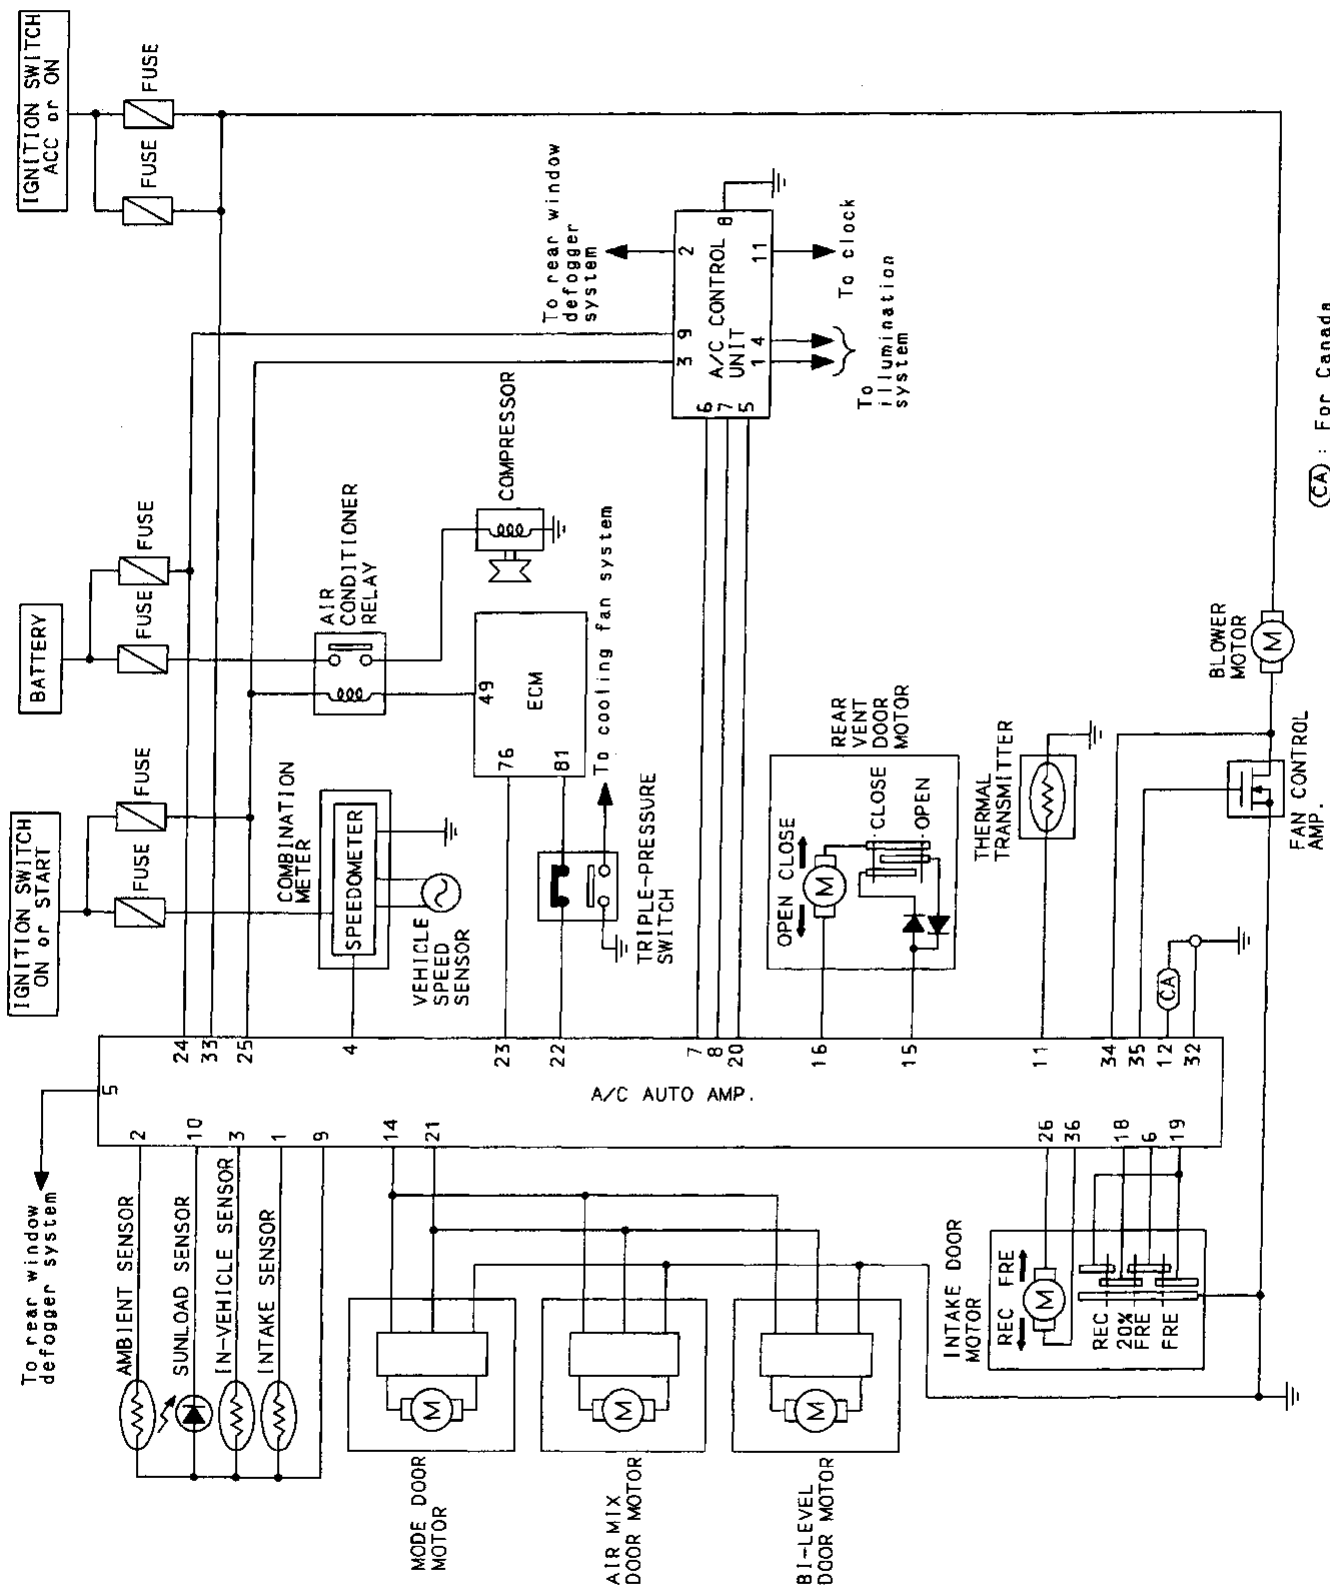 IGNITION SWITCH
ON or START
FUSE
FUSE
BATTERY
FUSE
FUSE
IGNITION SWITCH
ACC or ON
FUSE
FUSE
To rear window
defogger system
COMBINATION
METER
SPEEDOMETER
VEHICLE
SPEED
SENSOR
AIR
CONDITIONER
RELAY
COMPRESSOR
49
ECM
76
81
To cooling fan system
TRIPLE-PRESSURE
SWITCH
To rear window
defogger
system
2
8
9
3
A/C CONTROL
UNIT
11
4
1
6
7
5
To clock
To
illumination
system
REAR
VENT
DOOR
MOTOR
OPEN CLOSE
M
CLOSE
OPEN
THERMAL
TRANSMITTER
BLOWER
MOTOR
M
FAN CONTROL
AMP.
CA
CA : For Canada
5
24
33
25
4
23
22
7
8
20
16
15
11
34
35
12
32
A/C AUTO AMP.
2
10
3
1
9
14
21
26
36
18
6
19
AMBIENT SENSOR
SUNLOAD SENSOR
IN-VEHICLE SENSOR
INTAKE SENSOR
M
MODE DOOR
MOTOR
M
AIR MIX
DOOR MOTOR
M
BI-LEVEL
DOOR MOTOR
INTAKE DOOR
MOTOR
REC FRE
M
REC
20%
FRE
FRE